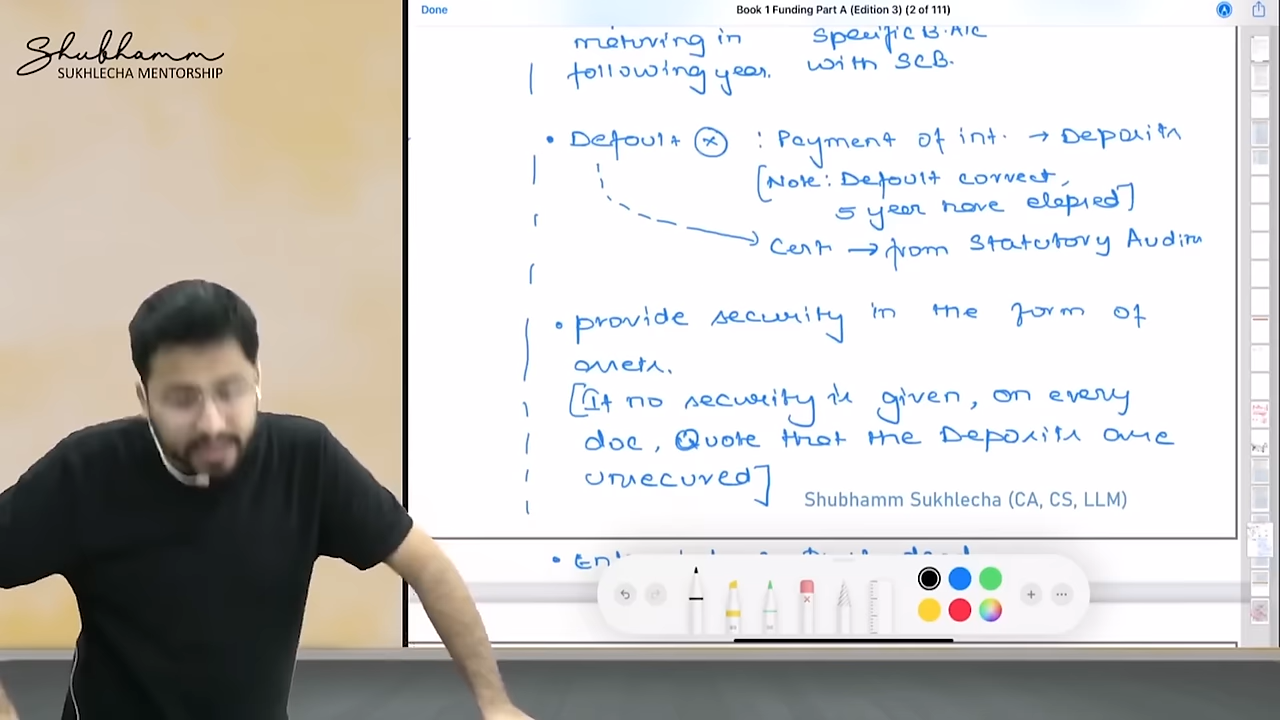 Shubhamm
SUKHLECHA MENTORSHIP
Done
Book 1 Funding Part A (Edition 3) (2 of 111)
maturing in specific B.A/C
following year. with SCB.
• Default ⓧ : Payment of int. → Deposits
[Note: Default correct,
5 year have elapsed]
Cert → from Statutory Auditor
• provide security in the form of
assets.
[If no security is given, on every
doc, Quote that the Deposits are
unsecured]
Shubhamm Sukhlecha (CA, CS, LLM)